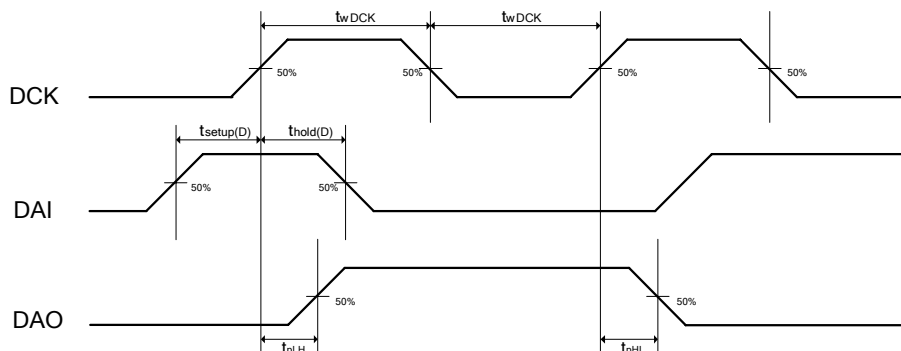 twDCK twDCK
50% 50% 50% 50%
DCK
tsetup(D) thold(D)
50% 50%
DAI
50% 50%
DAO
tpLH tpHL